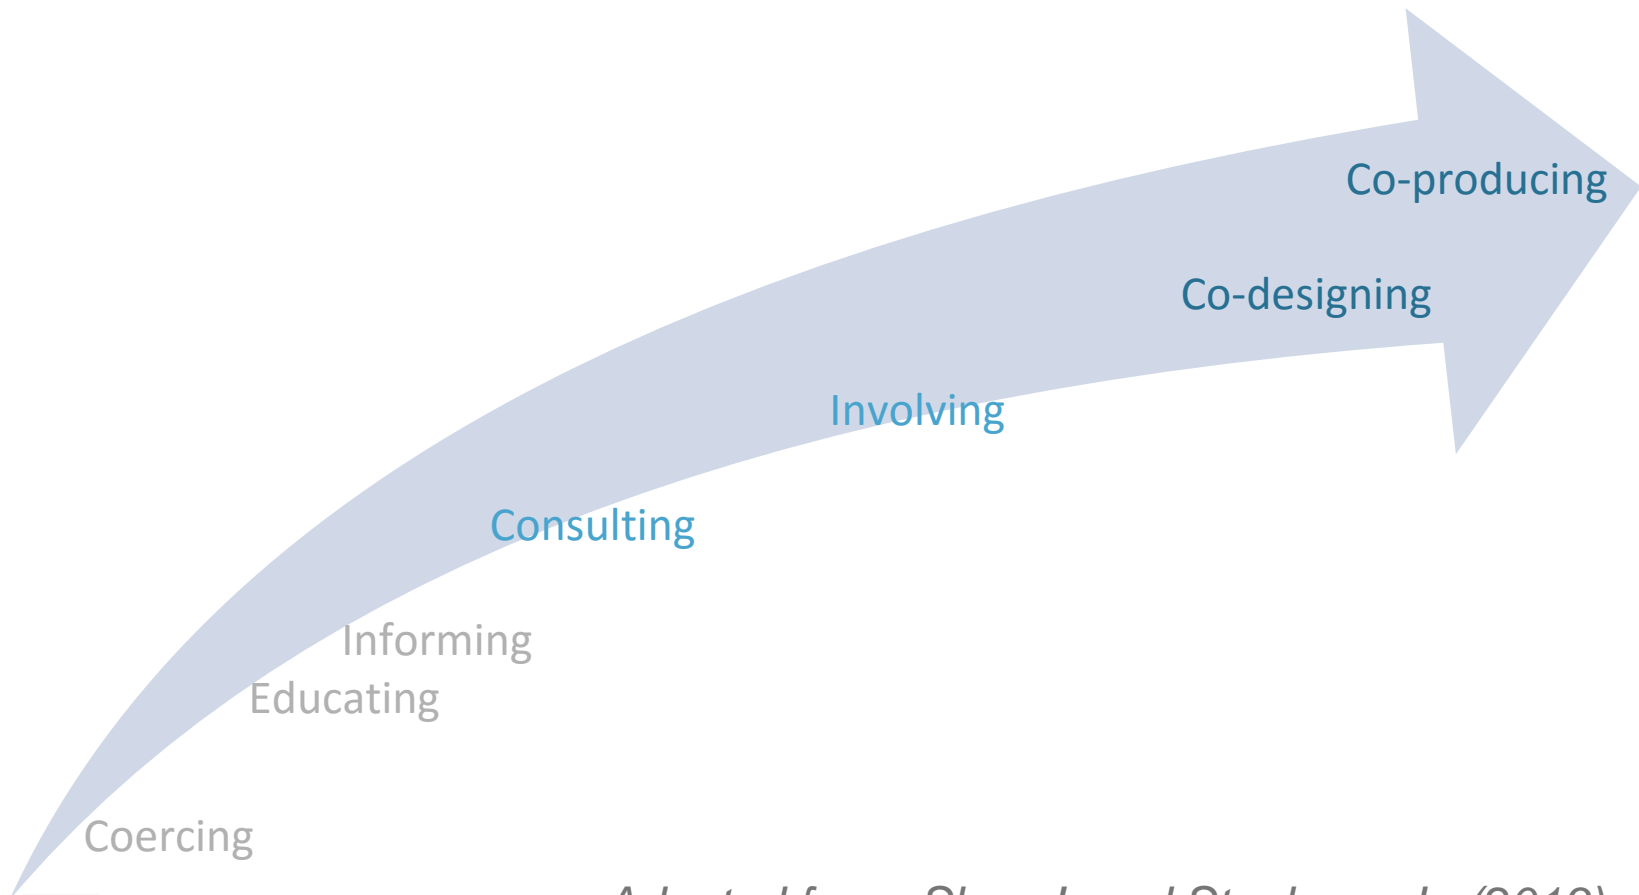 Co-producing
Co-designing
Involving
Consulting
Informing
Educating
Coercing